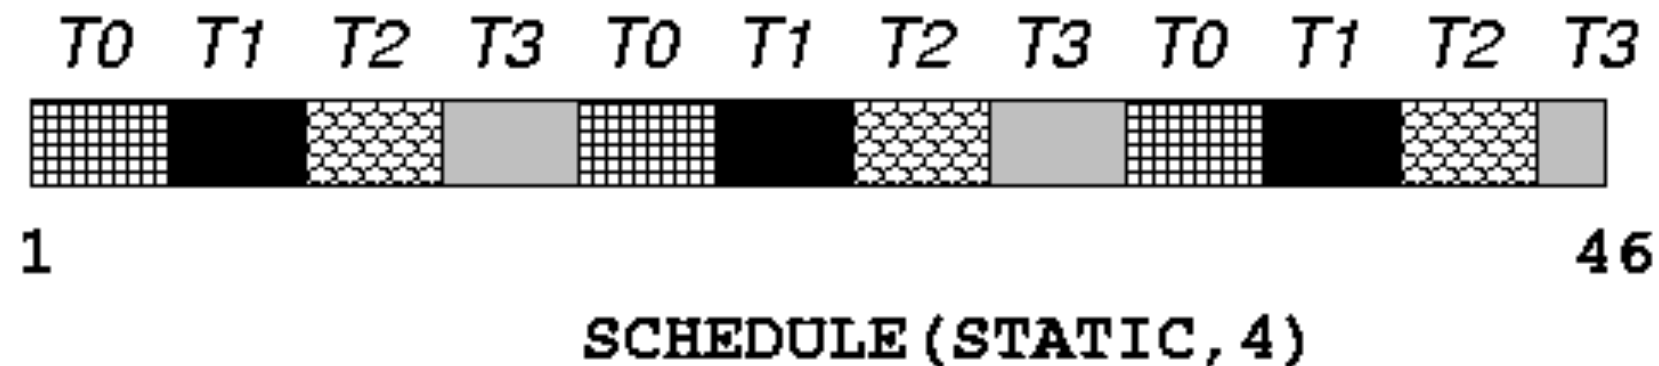 T0 T1 T2 T3 T0 T1 T2 T3 T0 T1 T2 T3
1 46
SCHEDULE(STATIC,4)